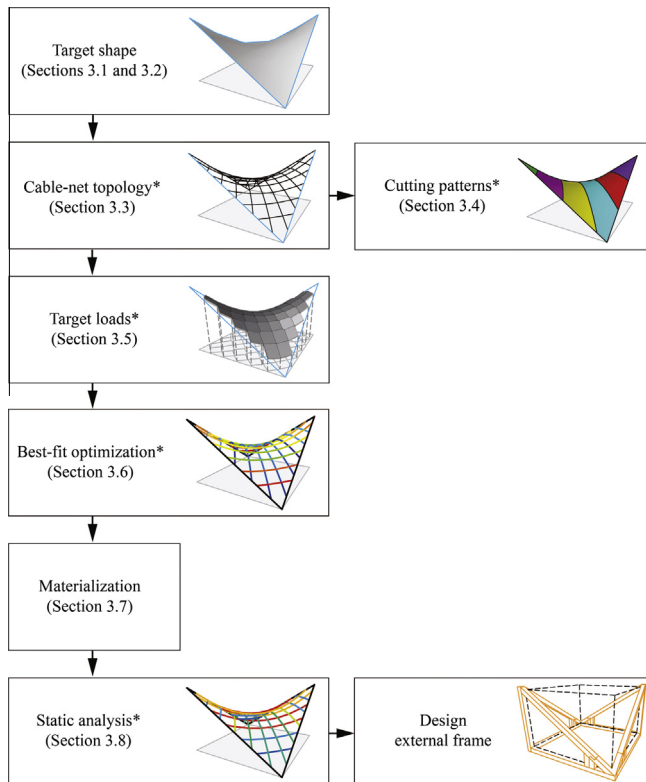 Target shape
(Sections 3.1 and 3.2)
Cable-net topology*
(Section 3.3)
Cutting patterns*
(Section 3.4)
Target loads*
(Section 3.5)
Best-fit optimization*
(Section 3.6)
Materialization
(Section 3.7)
Static analysis*
(Section 3.8)
Design
external frame